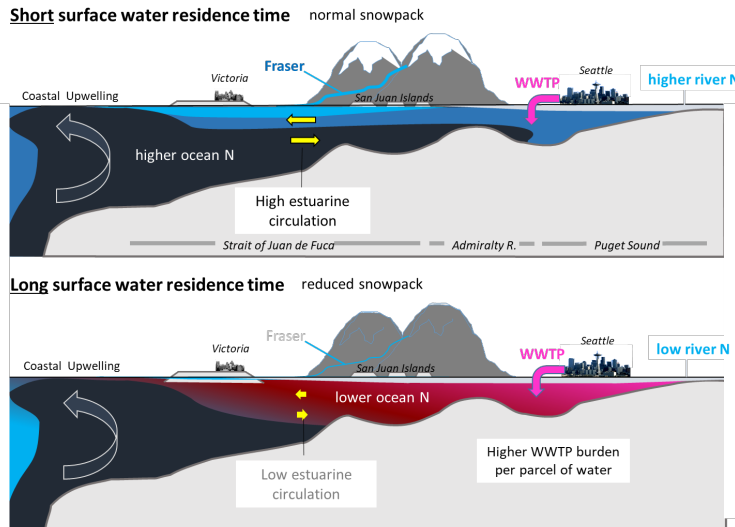 Short surface water residence time normal snowpack
Fraser
Victoria
Seattle
WWTP
higher river N
Coastal Upwelling
San Juan Islands
higher ocean N
High estuarine
circulation
Strait of Juan de Fuca
Admiralty R.
Puget Sound
Long surface water residence time reduced snowpack
Fraser
Victoria
Seattle
WWTP
low river N
Coastal Upwelling
San Juan Islands
lower ocean N
Low estuarine
circulation
Higher WWTP burden
per parcel of water